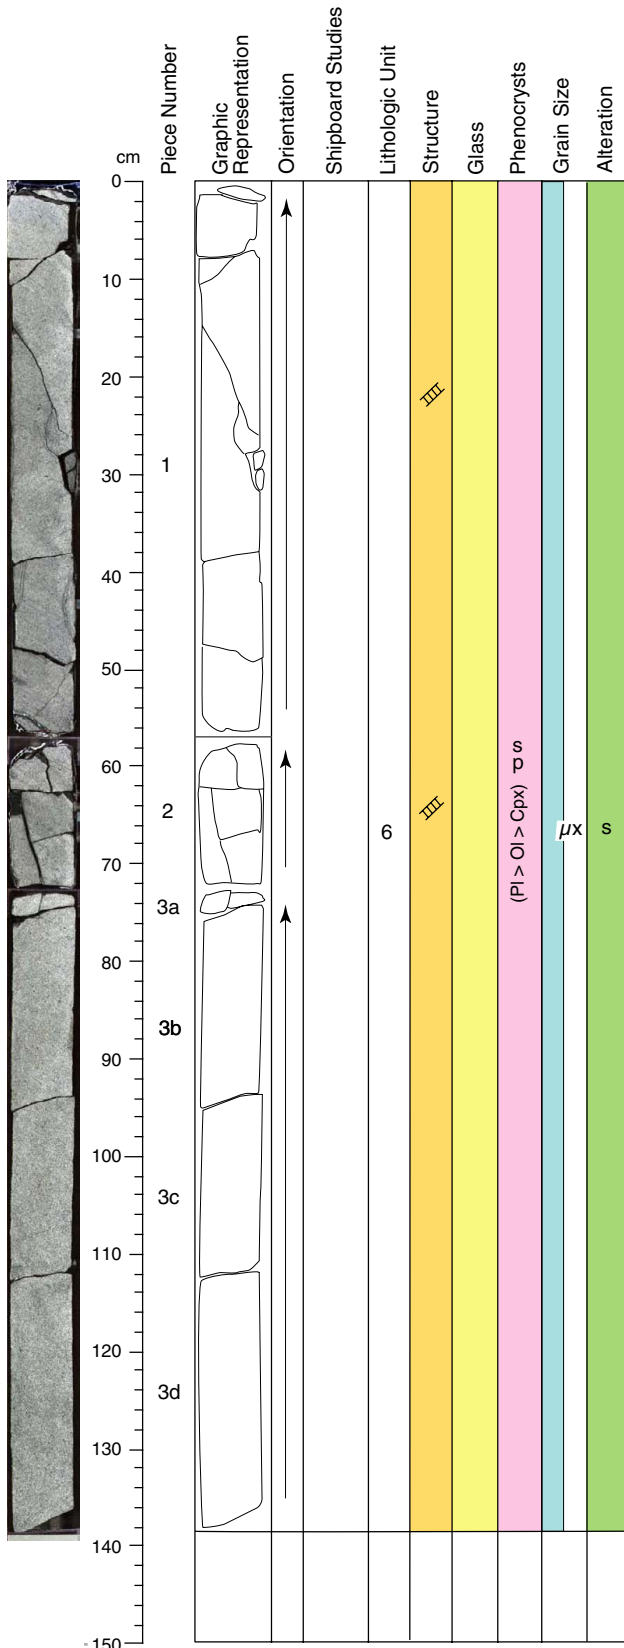 cm
Piece Number
Graphic
Representation
Orientation
Shipboard Studies
Lithologic Unit
Structure
Glass
Phenocrysts
Grain Size
Alteration
0
10
20
1
30
40
50
60
2
70
3a
80
3b
90
100
3c
110
120
3d
130
140
150
6
s
p
(Pl > Ol > Cpx)
µx
s